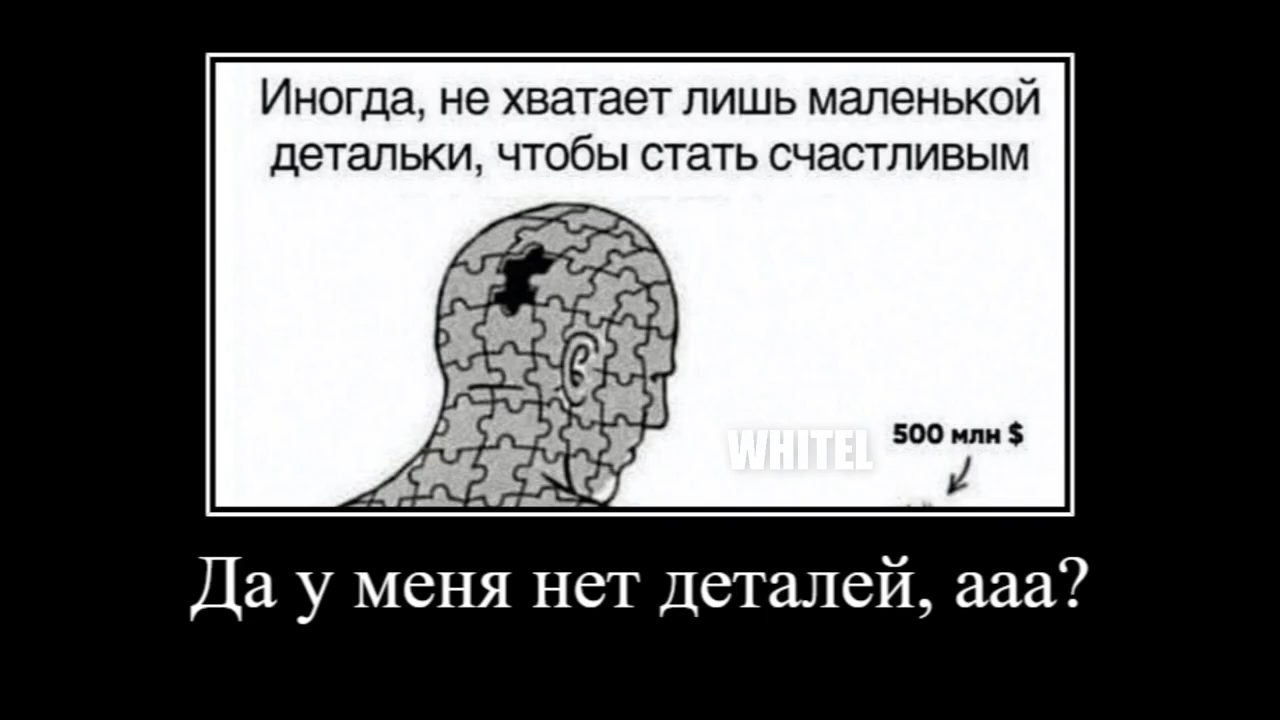 Иногда, не хватает лишь маленькой
детальки, чтобы стать счастливым
WHITEL
500 млн $
Да у меня нет деталей, ааа?